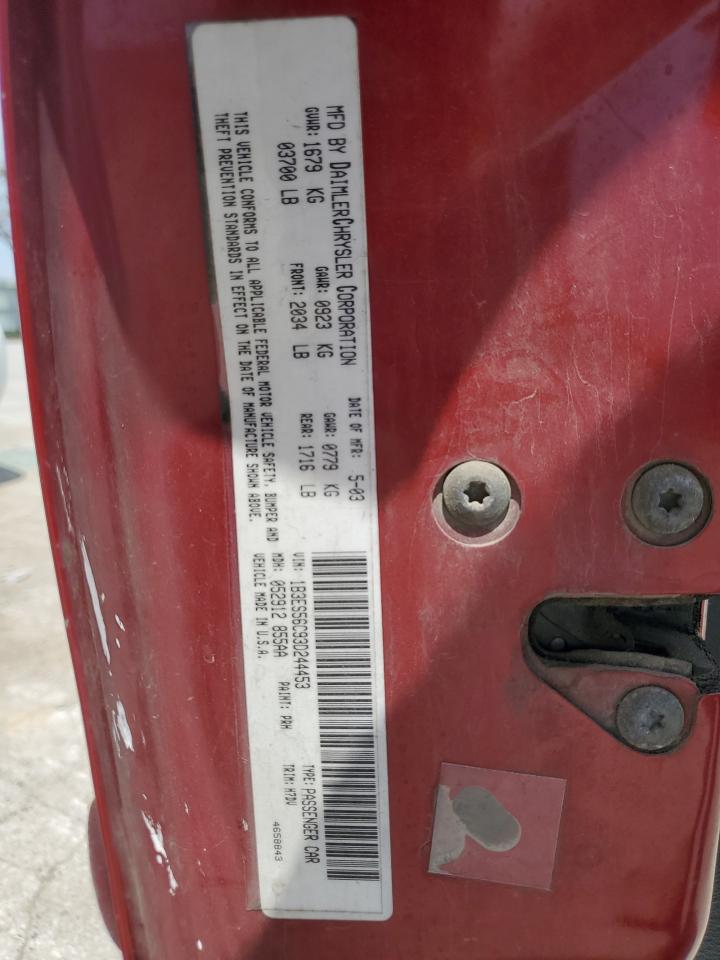 MFD BY DAIMLERCHRYSLER CORPORATION DATE OF MFR: 5-03
GVWR: 1679 KG GAWR: 0923 KG GAWR: 0779 KG
03700 LB FRONT: 2034 LB REAR: 1716 LB
THIS VEHICLE CONFORMS TO ALL APPLICABLE FEDERAL MOTOR VEHICLE SAFETY, BUMPER AND
THEFT PREVENTION STANDARDS IN EFFECT ON THE DATE OF MANUFACTURE SHOWN ABOVE.
VIN: 1B3ES56C93D244453 TYPE: PASSENGER CAR
MDH: 052912 855AA PAINT: PRH TRIM: H7DV
VEHICLE MADE IN U.S.A. 4658843